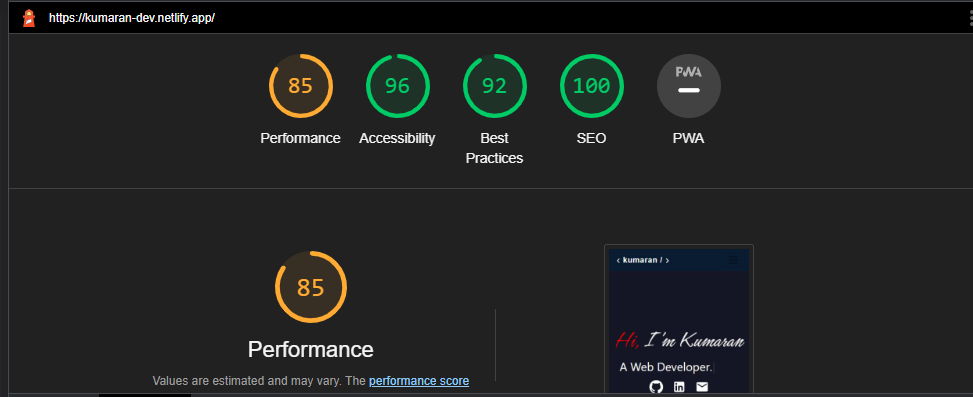 https://kumaran-dev.netlify.app/
85
96
92
100
PWA
Performance
Accessibility
Best
Practices
SEO
PWA
85
Performance
Values are estimated and may vary. The performance score
‹ kumaran / ›
Hi, I'm Kumaran
A Web Developer.